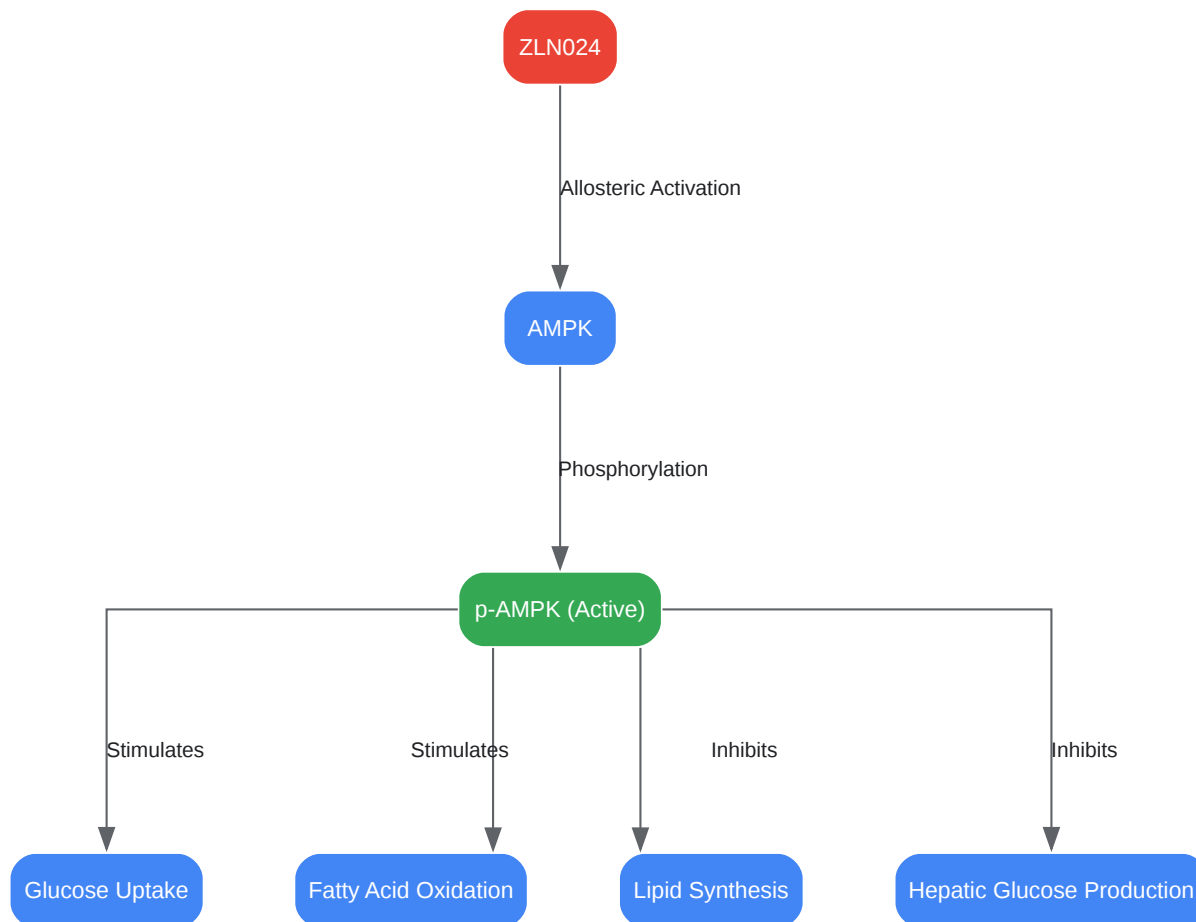 ZLN024
Allosteric Activation
AMPK
Phosphorylation
p-AMPK (Active)
Stimulates
Stimulates
Inhibits
Inhibits
Glucose Uptake
Fatty Acid Oxidation
Lipid Synthesis
Hepatic Glucose Production